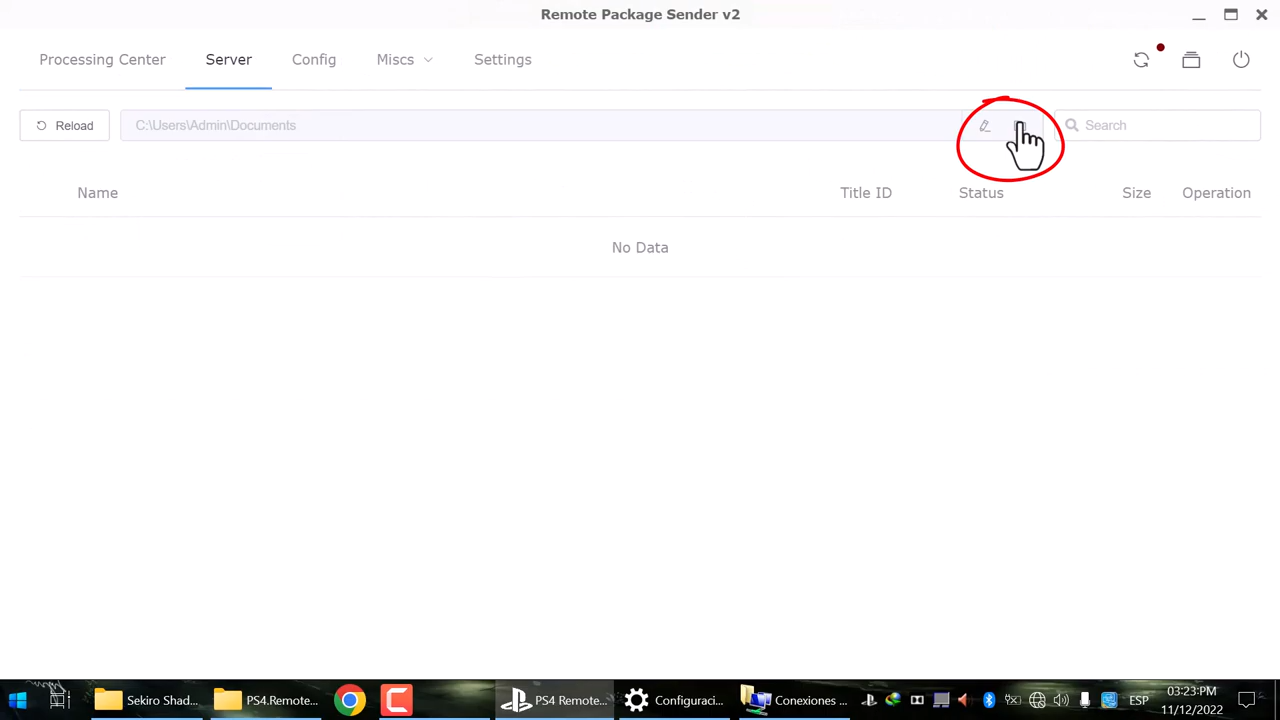 Remote Package Sender v2
Processing Center Server Config Miscs Settings
Reload C:\Users\Admin\Documents Search
Name Title ID Status Size Operation
No Data
Sekiro Shad... PS4.Remote... PS4 Remote... Configuraci... Conexiones ... ESP 03:23:PM
11/12/2022